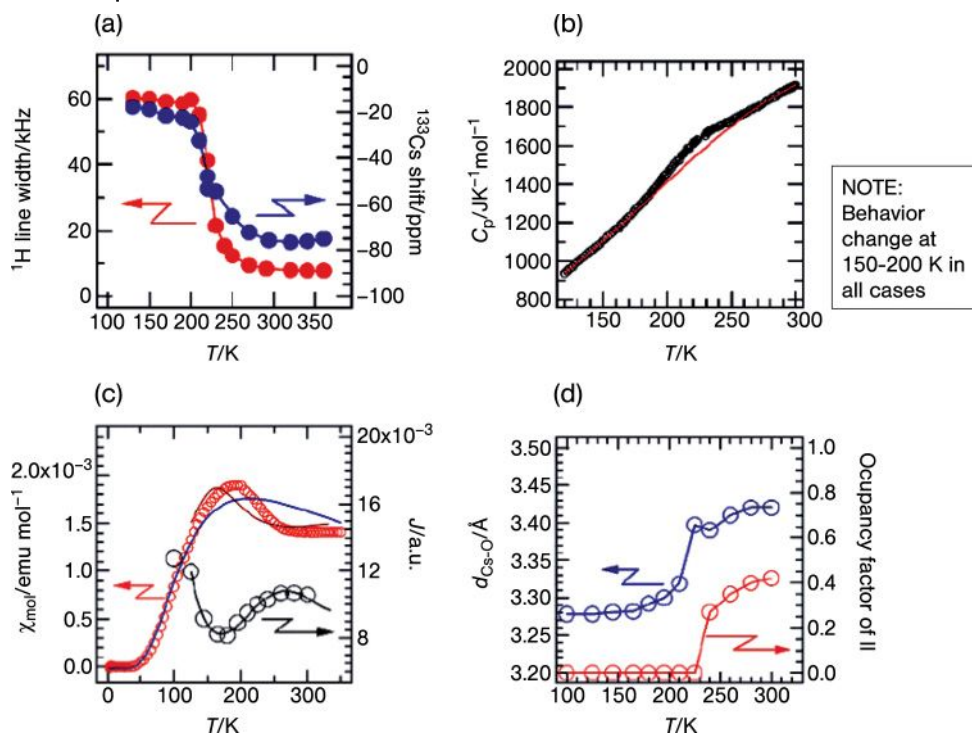 (a)
60
40
20
0
¹H line width/kHz
0
−20
−40
−60
−80
−100
¹³³Cs shift/ppm
100 150 200 250 300 350
T/K
(b)
2000
1800
1600
1400
1200
1000
800
Cp/JK⁻¹mol⁻¹
150 200 250 300
T/K
NOTE:
Behavior
change at
150-200 K in
all cases
(c)
2.0x10⁻³
1.5
1.0
0.5
0.0
χmol/emu mol⁻¹
20x10⁻³
16
12
8
J/a.u.
0 100 200 300
T/K
(d)
3.50
3.45
3.40
3.35
3.30
3.25
3.20
dCs–O/Å
1.0
0.8
0.6
0.4
0.2
0.0
Ocupancy factor of II
100 150 200 250 300
T/K